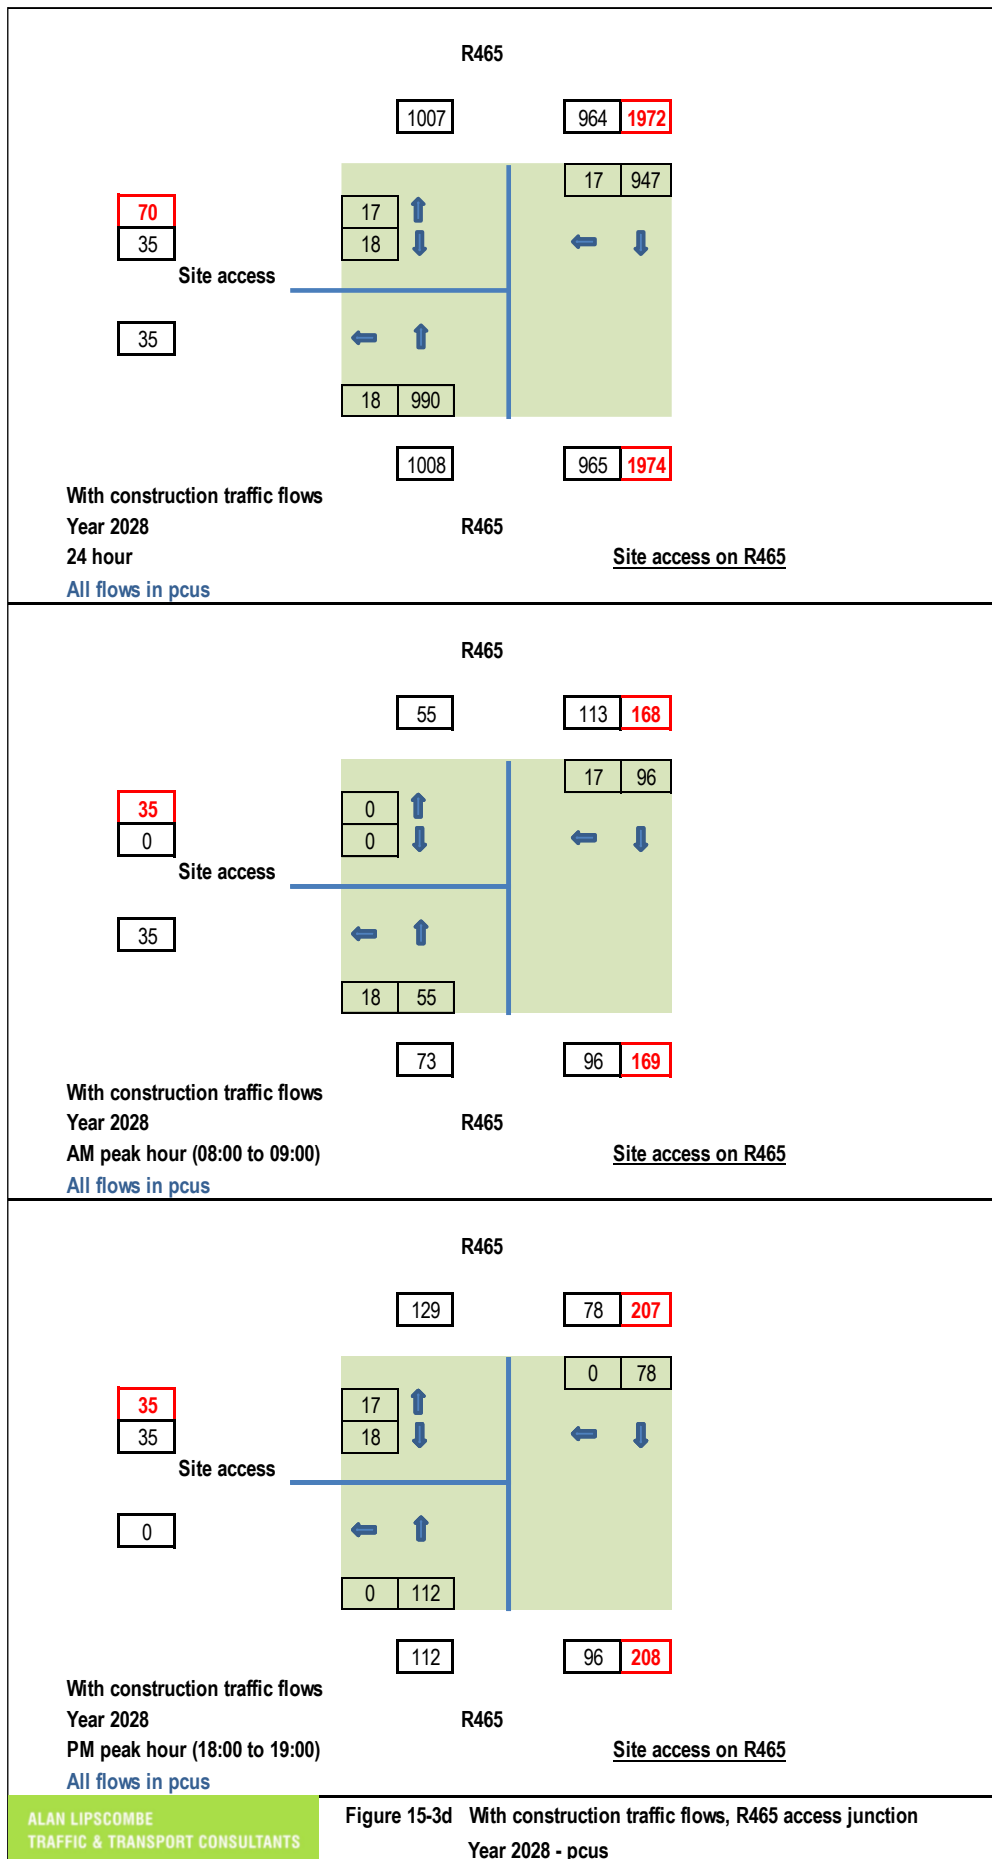 R465
1007 964 1972
17 947
70
35
17
18
Site access
35
18 990
1008 965 1974
With construction traffic flows
Year 2028 R465
24 hour Site access on R465
All flows in pcus
R465
55 113 168
17 96
35
0
0
0
Site access
35
18 55
73 96 169
With construction traffic flows
Year 2028 R465
AM peak hour (08:00 to 09:00) Site access on R465
All flows in pcus
R465
129 78 207
0 78
35
35
17
18
Site access
0
0 112
112 96 208
With construction traffic flows
Year 2028 R465
PM peak hour (18:00 to 19:00) Site access on R465
All flows in pcus
ALAN LIPSCOMBE
TRAFFIC & TRANSPORT CONSULTANTS
Figure 15-3d With construction traffic flows, R465 access junction
Year 2028 - pcus